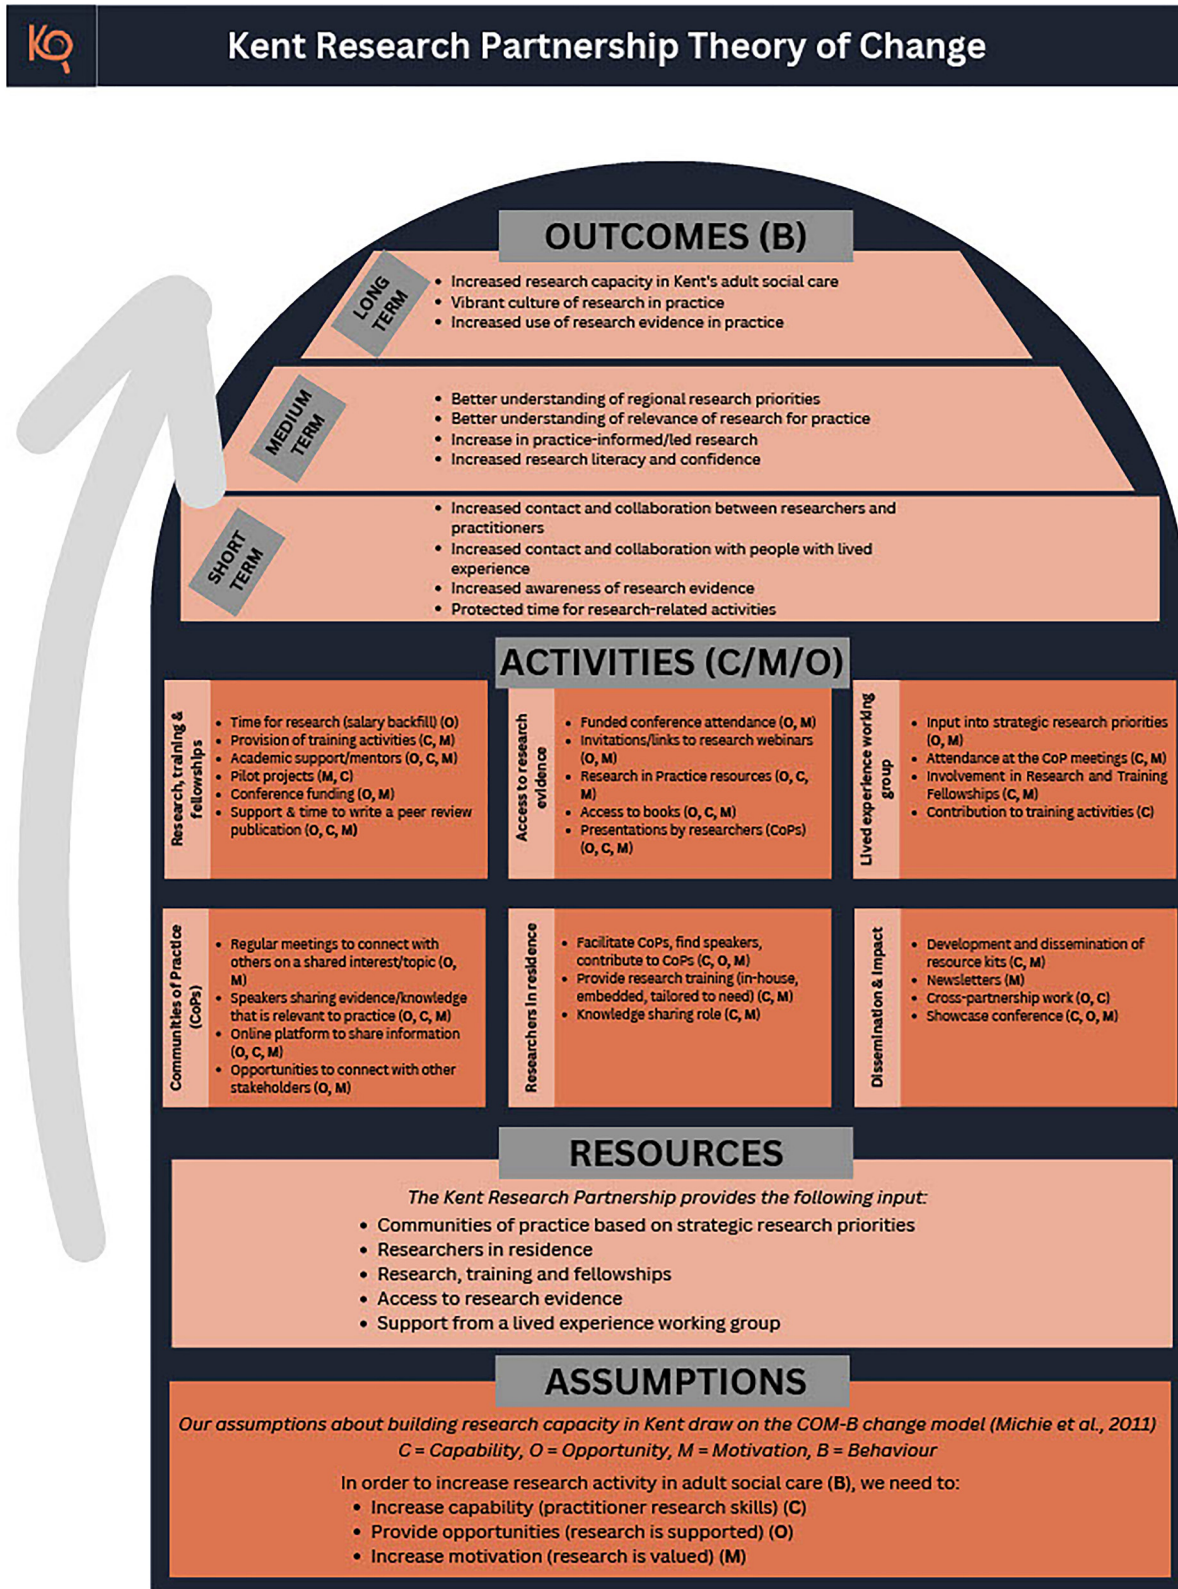 KQ
Kent Research Partnership Theory of Change
OUTCOMES (B)
LONG
TERM
• Increased research capacity in Kent's adult social care
• Vibrant culture of research in practice
• Increased use of research evidence in practice
MEDIUM
TERM
• Better understanding of regional research priorities
• Better understanding of relevance of research for practice
• Increase in practice-informed/led research
• Increased research literacy and confidence
SHORT
TERM
• Increased contact and collaboration between researchers and
practitioners
• Increased contact and collaboration with people with lived
experience
• Increased awareness of research evidence
• Protected time for research-related activities
ACTIVITIES (C/M/O)
Research, training &
fellowships
• Time for research (salary backfill) (O)
• Provision of training activities (C, M)
• Academic support/mentors (O, C, M)
• Pilot projects (M, C)
• Conference funding (O, M)
• Support & time to write a peer review
publication (O, C, M)
Access to research
evidence
• Funded conference attendance (O, M)
• Invitations/links to research webinars
(O, M)
• Research in Practice resources (O, C,
M)
• Access to books (O, C, M)
• Presentations by researchers (CoPs)
(O, C, M)
Lived experience working
group
• Input into strategic research priorities
(O, M)
• Attendance at the CoP meetings (C, M)
• Involvement in Research and Training
Fellowships (C, M)
• Contribution to training activities (C)
Communities of Practice
(CoPs)
• Regular meetings to connect with
others on a shared interest/topic (O,
M)
• Speakers sharing evidence/knowledge
that is relevant to practice (O, C, M)
• Online platform to share information
(O, C, M)
• Opportunities to connect with other
stakeholders (O, M)
Researchers in residence
• Facilitate CoPs, find speakers,
contribute to CoPs (C, O, M)
• Provide research training (in-house,
embedded, tailored to need) (C, M)
• Knowledge sharing role (C, M)
Dissemination & Impact
• Development and dissemination of
resource kits (C, M)
• Newsletters (M)
• Cross-partnership work (O, C)
• Showcase conference (C, O, M)
RESOURCES
The Kent Research Partnership provides the following input:
• Communities of practice based on strategic research priorities
• Researchers in residence
• Research, training and fellowships
• Access to research evidence
• Support from a lived experience working group
ASSUMPTIONS
Our assumptions about building research capacity in Kent draw on the COM-B change model (Michie et al., 2011)
C = Capability, O = Opportunity, M = Motivation, B = Behaviour
In order to increase research activity in adult social care (B), we need to:
• Increase capability (practitioner research skills) (C)
• Provide opportunities (research is supported) (O)
• Increase motivation (research is valued) (M)